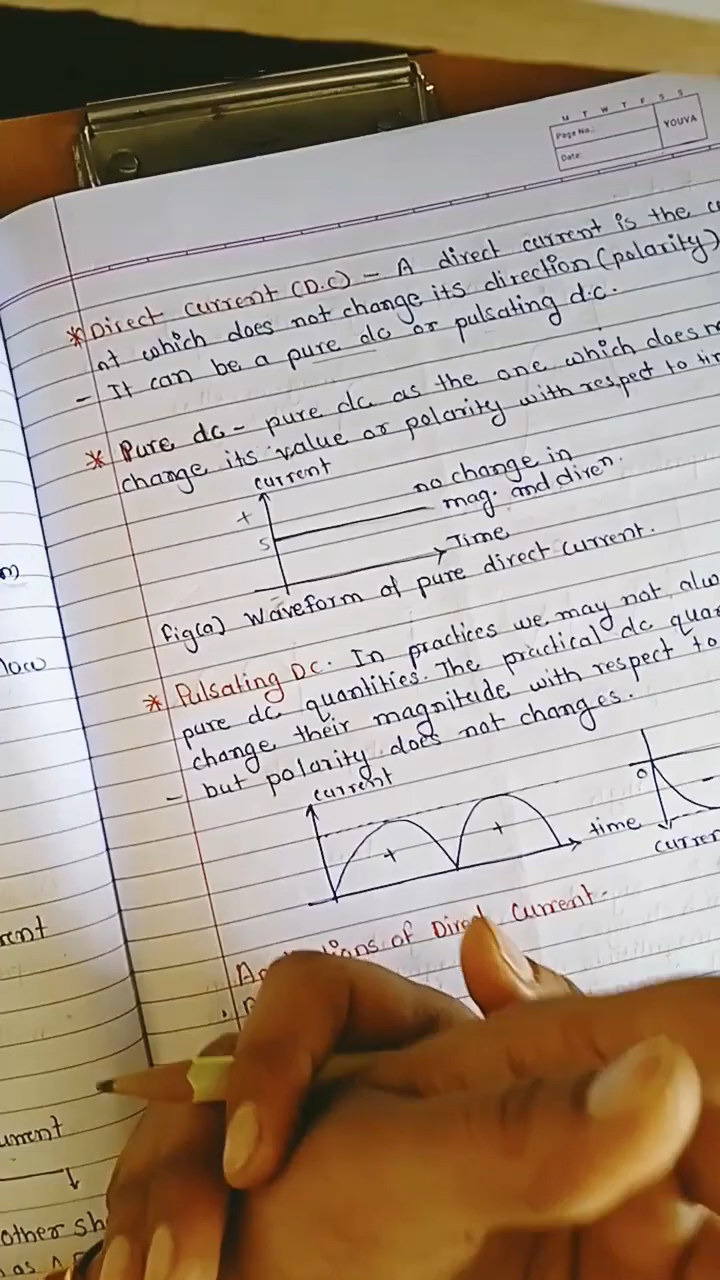 M T W T F S S
Page No.:
YOUVA
Date:
* Direct current (D.C) - A direct current is the
nt which does not change its direction (polarity)
- It can be a pure dc or pulsating d.c.
* Pure dc - pure dc as the one which does
change its value or polarity with respect to
current
no change in
mag. and diren.
+
5
Time
fig(a) Waveform of pure direct current.
* Pulsating DC. In practices we may not
pure dc quantities. The practical dc
change their magnitude with respect to
- but polarity does not changes.
current
+ +
time
0
of Direct Current.